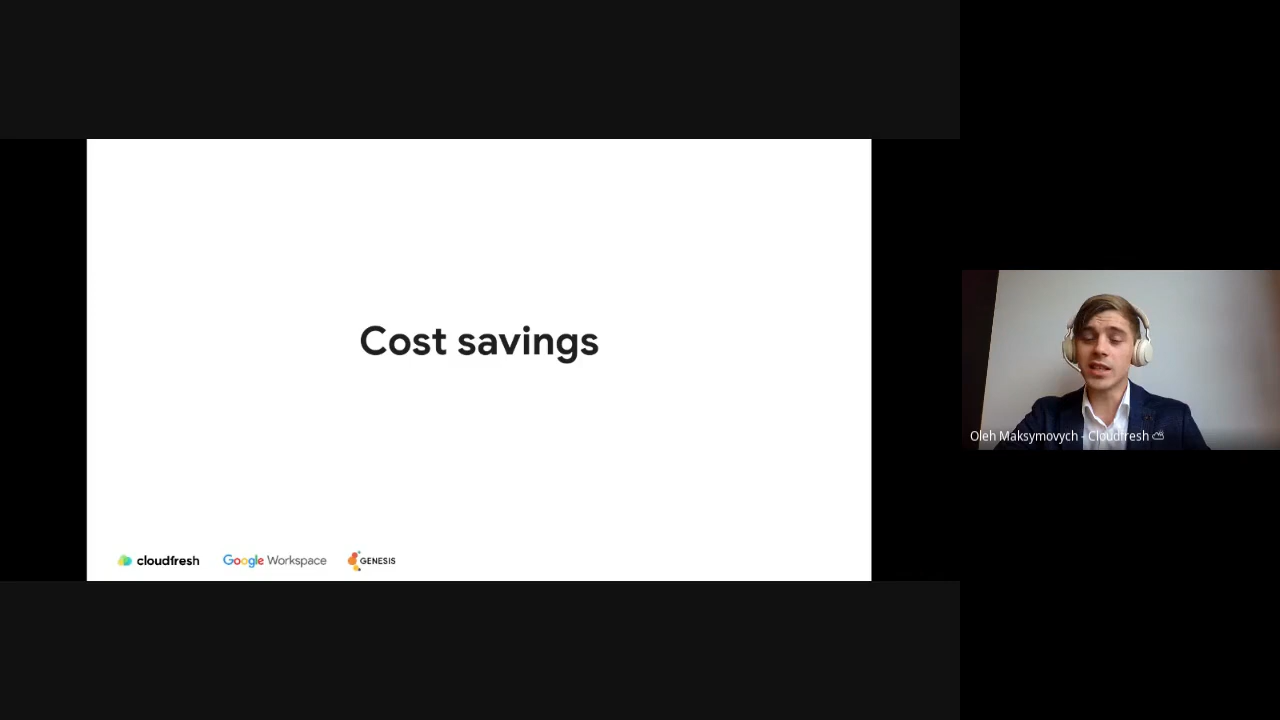 Cost savings
cloudfresh
Google Workspace
GENESIS
Oleh Maksymovych - Cloudfresh